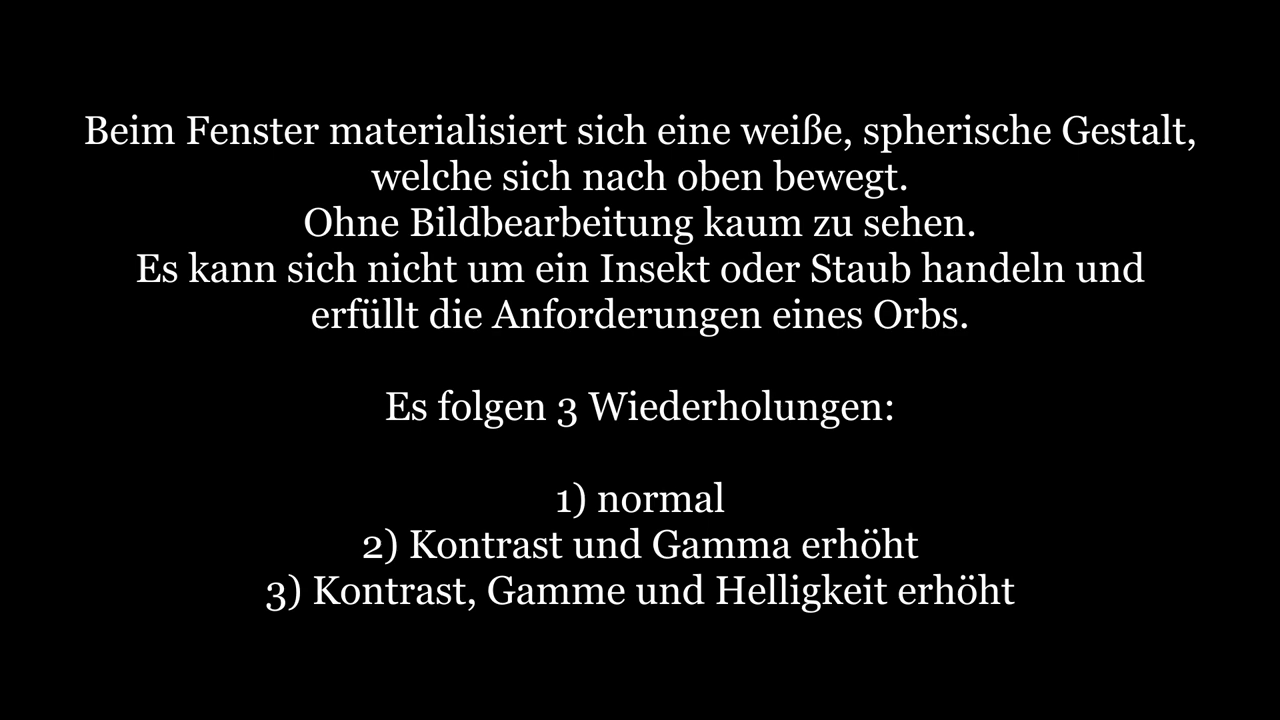 Beim Fenster materialisiert sich eine weiße, spherische Gestalt,
welche sich nach oben bewegt.
Ohne Bildbearbeitung kaum zu sehen.
Es kann sich nicht um ein Insekt oder Staub handeln und
erfüllt die Anforderungen eines Orbs.
Es folgen 3 Wiederholungen:
1) normal
2) Kontrast und Gamma erhöht
3) Kontrast, Gamme und Helligkeit erhöht